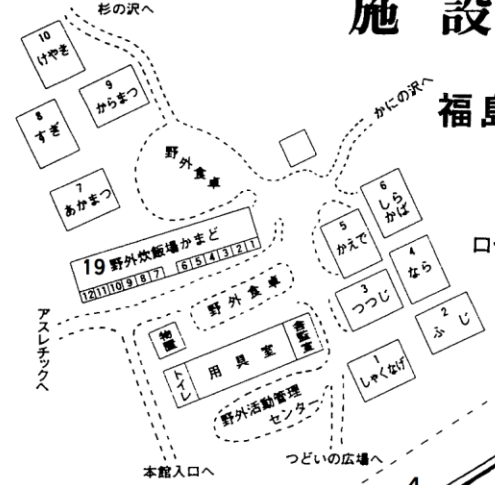 施設
福島
杉の沢へ
10
けやき
9
からまつ
8
すぎ
7
あかまつ
かにの沢へ
野外食卓
6
しら
かば
5
かえで
4
なら
3
つつじ
2
ふじ
1
しゃくなげ
19 野外炊飯場かまど
12 11 10 9 8 7 6 5 4 3 2 1
野外食卓
アスレチックへ
物置
トイレ
用具室
野外活動管理
センター
本館入口へ
つどいの広場へ